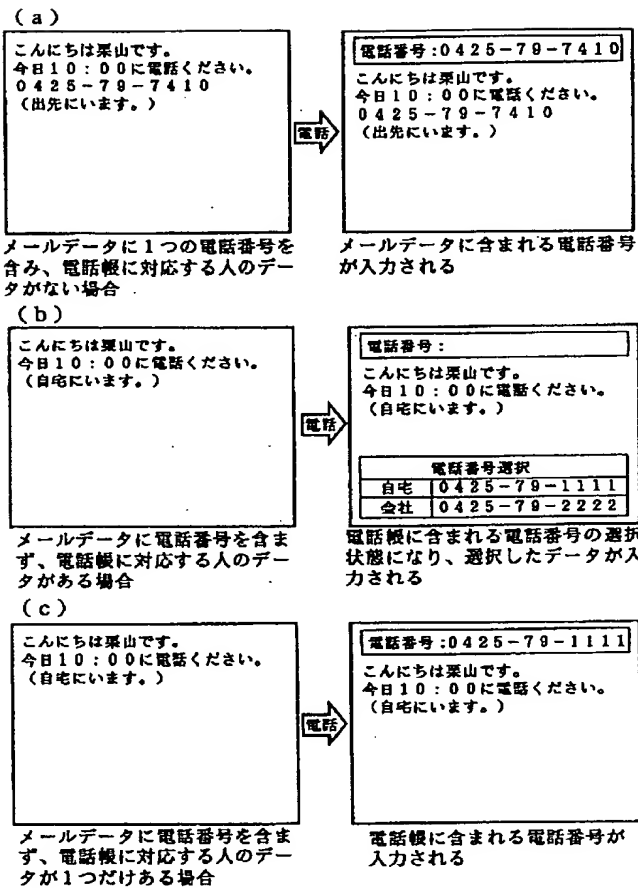 (a)
こんにちは栗山です。
今日10:00に電話ください。
0425-79-7410
(出先にいます。)
電話
電話番号:0425-79-7410
こんにちは栗山です。
今日10:00に電話ください。
0425-79-7410
(出先にいます。)
メールデータに1つの電話番号を
含み、電話帳に対応する人のデー
タがない場合
メールデータに含まれる電話番号
が入力される
(b)
こんにちは栗山です。
今日10:00に電話ください。
(自宅にいます。)
電話
電話番号:
こんにちは栗山です。
今日10:00に電話ください。
(自宅にいます。)
電話番号選択
自宅 0425-79-1111
会社 0425-79-2222
メールデータに電話番号を含ま
ず、電話帳に対応する人のデー
タがある場合
電話帳に含まれる電話番号の選択
状態になり、選択したデータが入
力される
(c)
こんにちは栗山です。
今日10:00に電話ください。
(自宅にいます。)
電話
電話番号:0425-79-1111
こんにちは栗山です。
今日10:00に電話ください。
(自宅にいます。)
メールデータに電話番号を含ま
ず、電話帳に対応する人のデー
タが1つだけある場合
電話帳に含まれる電話番号が
入力される